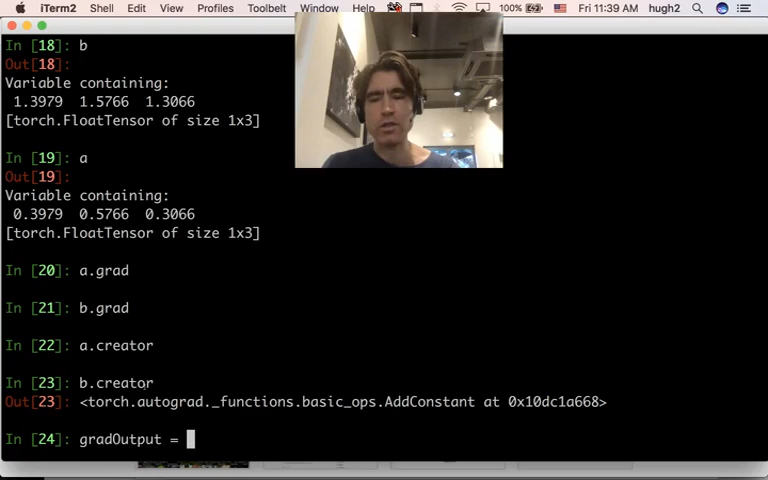 iTerm2 Shell Edit View Profiles Toolbelt Window Help 100% Fri 11:39 AM hugh2
In [18]: b
Out[18]:
Variable containing:
1.3979 1.5766 1.3066
[torch.FloatTensor of size 1x3]
In [19]: a
Out[19]:
Variable containing:
0.3979 0.5766 0.3066
[torch.FloatTensor of size 1x3]
In [20]: a.grad
In [21]: b.grad
In [22]: a.creator
In [23]: b.creator
Out[23]: <torch.autograd._functions.basic_ops.AddConstant at 0x10dc1a668>
In [24]: gradOutput =